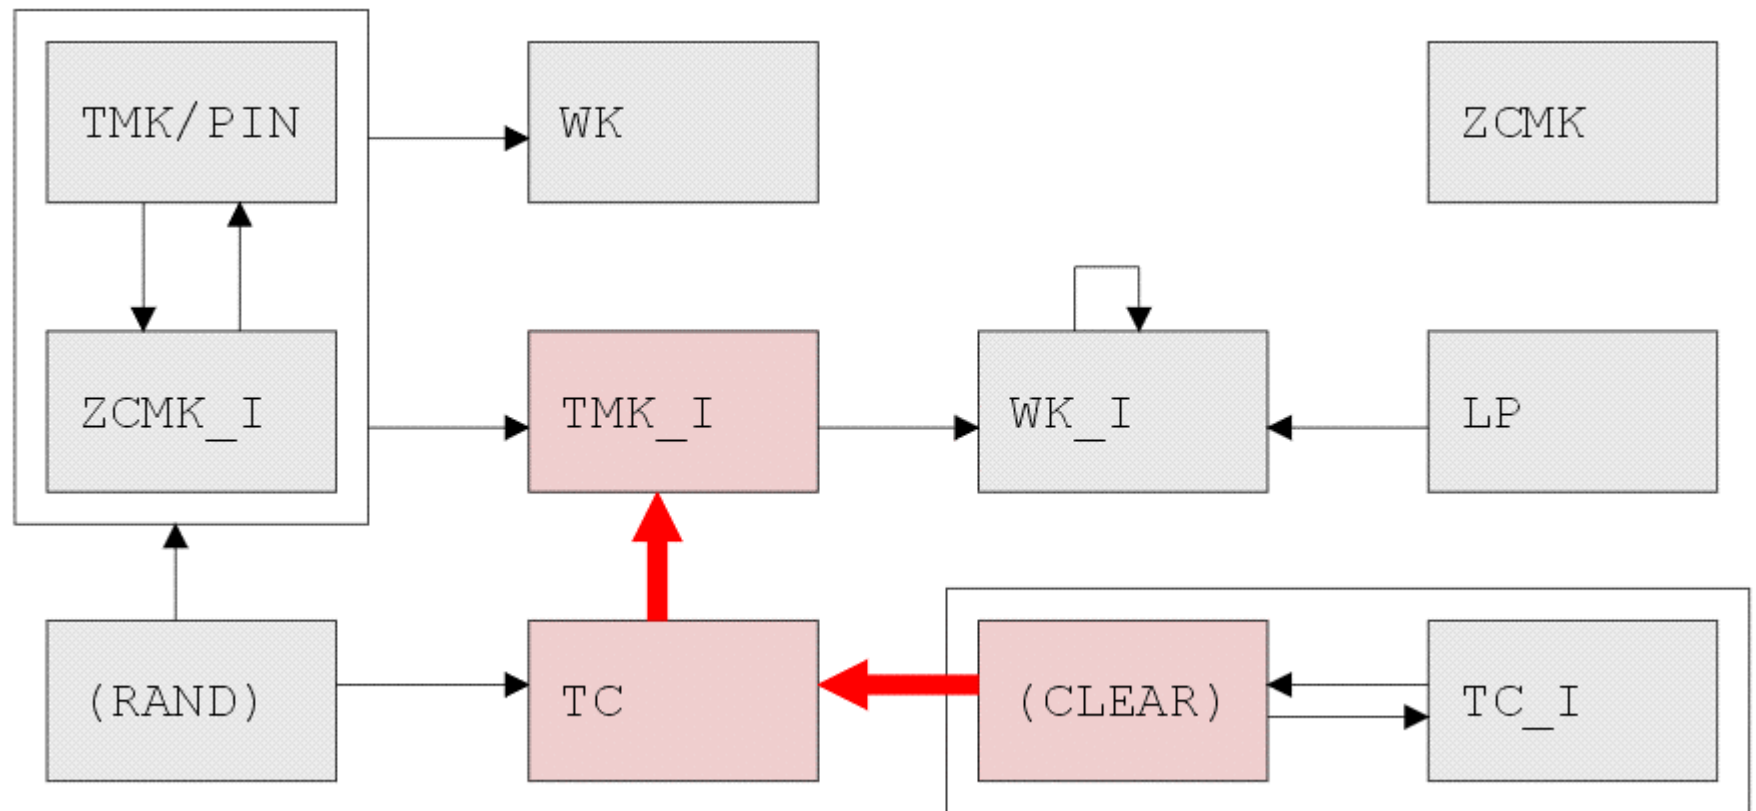 TMK/PIN
WK
ZCMK
ZCMK_I
TMK_I
WK_I
LP
(RAND)
TC
(CLEAR)
TC_I